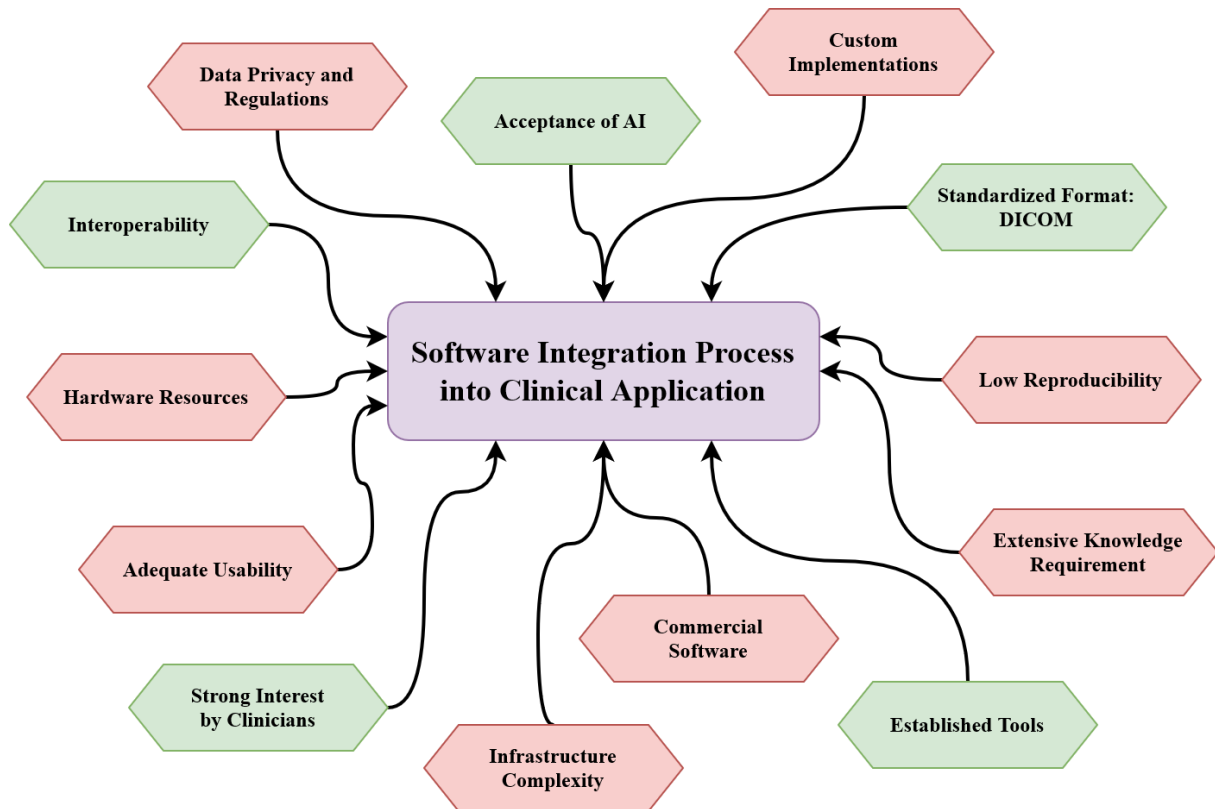 Custom
Implementations
Data Privacy and
Regulations
Acceptance of AI
Standardized Format:
DICOM
Interoperability
Software Integration Process
into Clinical Application
Low Reproducibility
Hardware Resources
Extensive Knowledge
Requirement
Adequate Usability
Commercial
Software
Strong Interest
by Clinicians
Established Tools
Infrastructure
Complexity